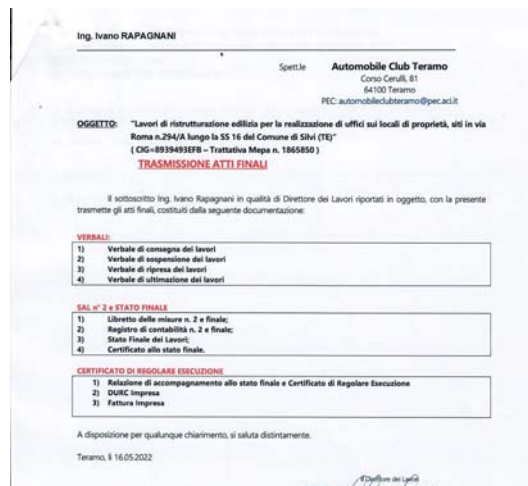 Ing. Ivano RAPAGNANI
Spett.le Automobile Club Teramo
Corso Cerulli, 81
64100 Teramo
PEC: automobileclubteramo@pec.aci.it
OGGETTO: "Lavori di ristrutturazione edilizia per la realizzazione di uffici sui locali di proprietà, siti in via
Roma n.294/A lungo la SS 16 del Comune di Silvi (TE)"
( CIG=8939493EFB – Trattativa Mepa n. 1865850 )
TRASMISSIONE ATTI FINALI
Il sottoscritto Ing. Ivano Rapagnani in qualità di Direttore dei Lavori riportati in oggetto, con la presente
trasmette gli atti finali, costituiti dalla seguente documentazione:
VERBALI:
1) Verbale di consegna dei lavori
2) Verbale di sospensione dei lavori
3) Verbale di ripresa dei lavori
4) Verbale di ultimazione dei lavori
SAL n° 2 e STATO FINALE
1) Libretto delle misure n. 2 e finale;
2) Registro di contabilità n. 2 e finale;
3) Stato Finale dei Lavori;
4) Certificato allo stato finale.
CERTIFICATO DI REGOLARE ESECUZIONE
1) Relazione di accompagnamento allo stato finale e Certificato di Regolare Esecuzione
2) DURC Impresa
3) Fattura Impresa
A disposizione per qualunque chiarimento, si saluta distintamente.
Teramo, lì 16.05.2022
Il Direttore dei Lavori